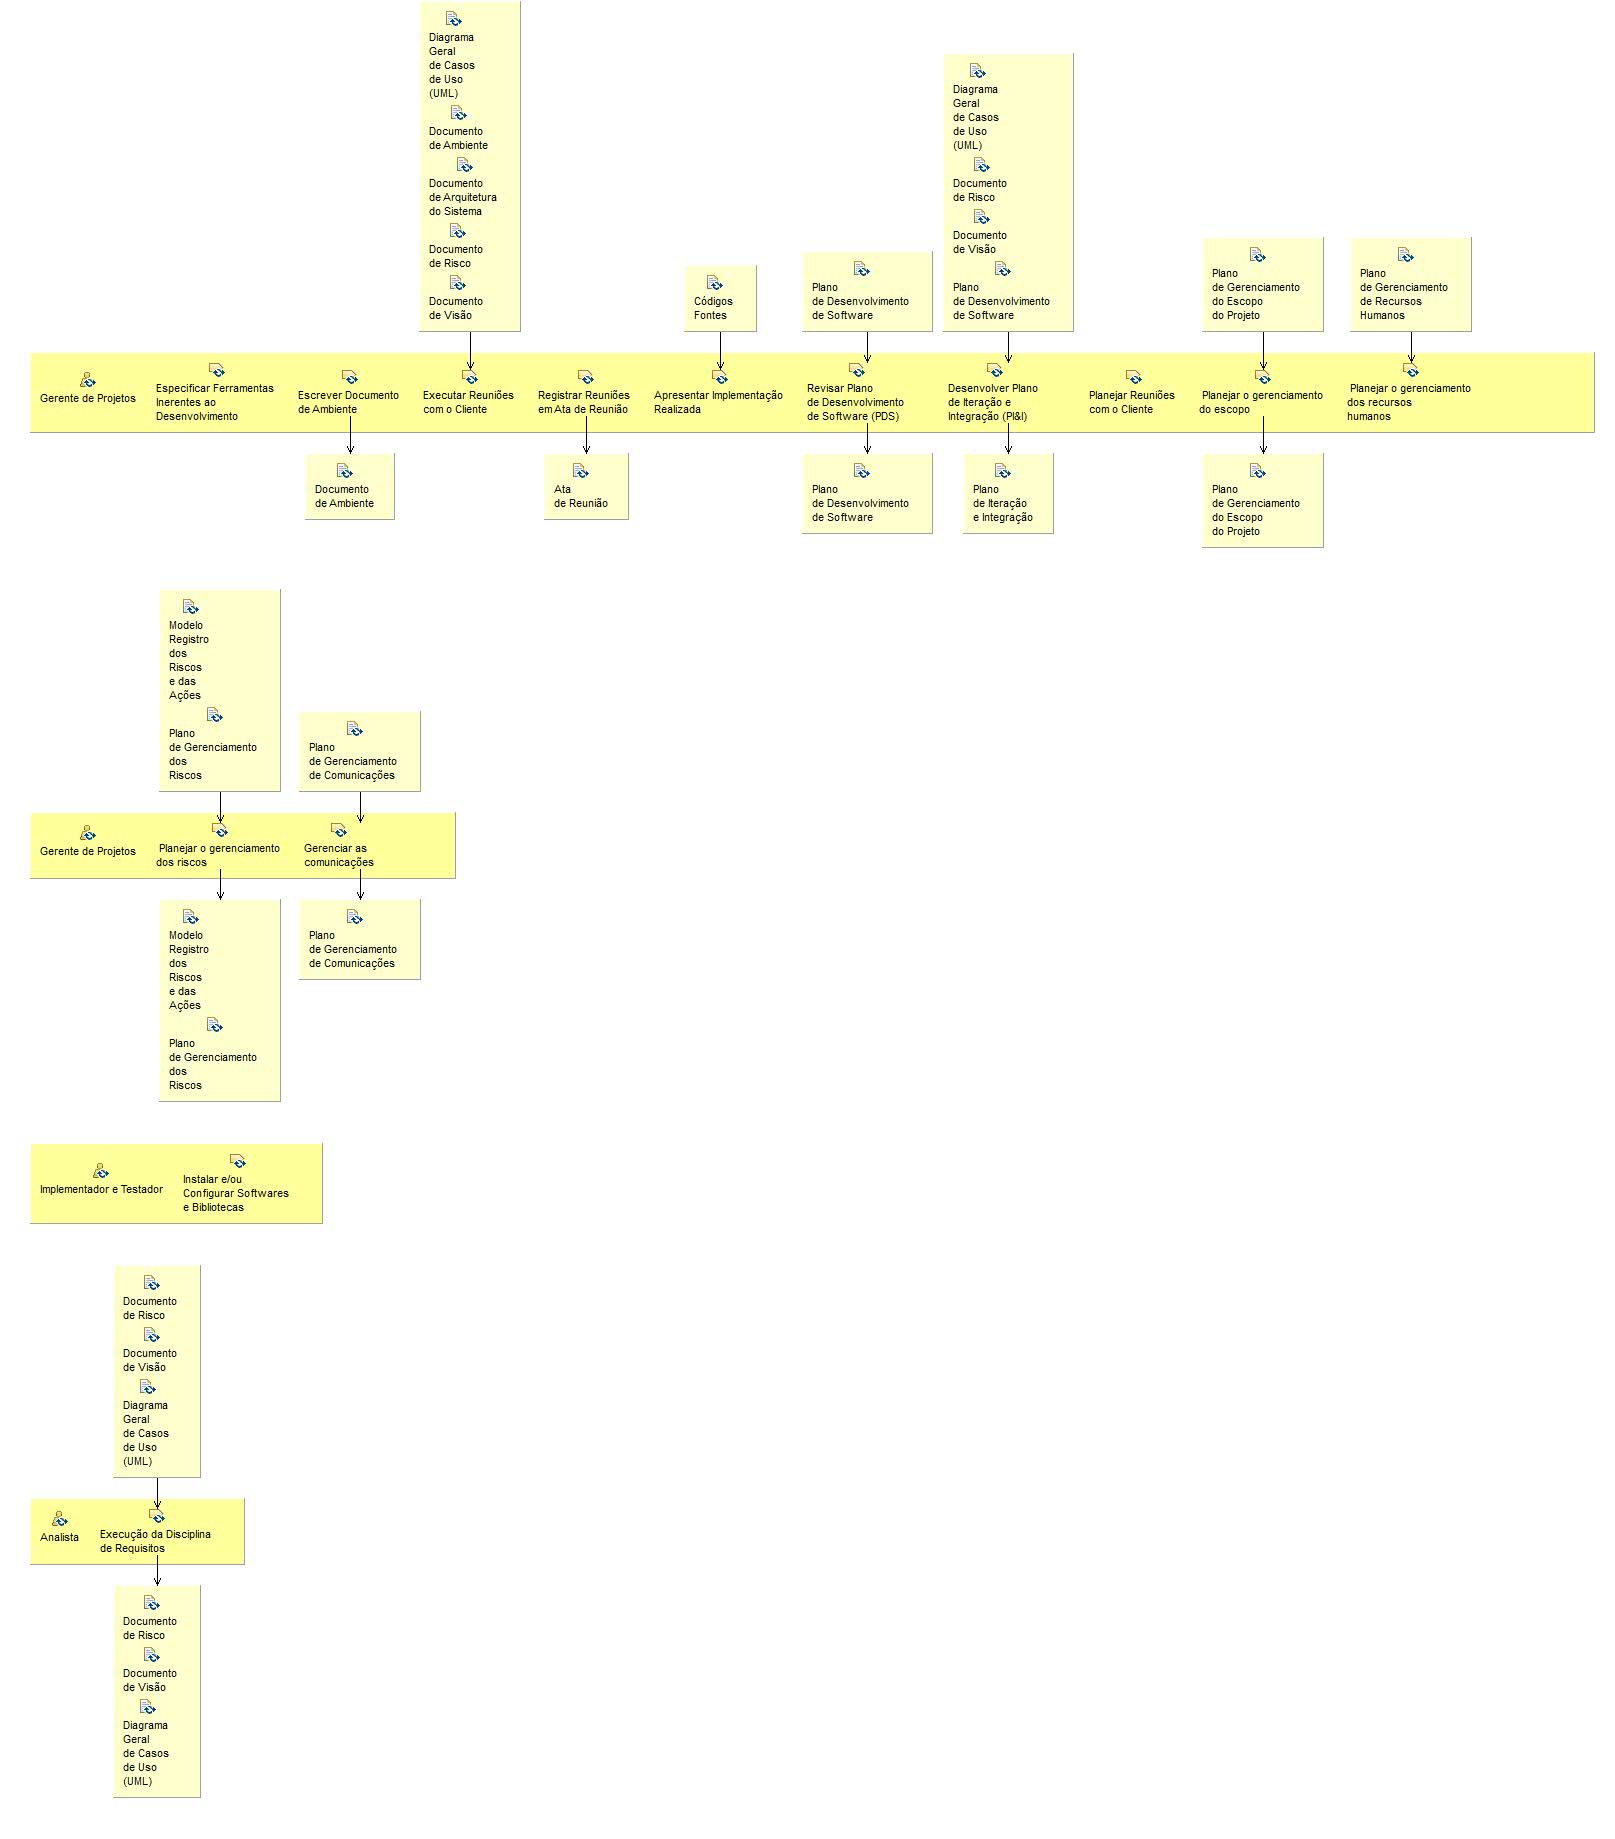 Diagrama
Geral
de Casos
de Uso
(UML)
Documento
de Ambiente
Documento
de Arquitetura
do Sistema
Documento
de Risco
Documento
de Visão
Códigos
Fontes
Plano
de Desenvolvimento
de Software
Diagrama
Geral
de Casos
de Uso
(UML)
Documento
de Risco
Documento
de Visão
Plano
de Desenvolvimento
de Software
Plano
de Gerenciamento
do Escopo
do Projeto
Plano
de Gerenciamento
de Recursos
Humanos
Gerente de Projetos
Especificar Ferramentas
Inerentes ao
Desenvolvimento
Escrever Documento
de Ambiente
Executar Reuniões
com o Cliente
Registrar Reuniões
em Ata de Reunião
Apresentar Implementação
Realizada
Revisar Plano
de Desenvolvimento
de Software (PDS)
Desenvolver Plano
de Iteração e
Integração (PI&I)
Planejar Reuniões
com o Cliente
Planejar o gerenciamento
do escopo
Planejar o gerenciamento
dos recursos
humanos
Documento
de Ambiente
Ata
de Reunião
Plano
de Desenvolvimento
de Software
Plano
de Iteração
e Integração
Plano
de Gerenciamento
do Escopo
do Projeto
Modelo
Registro
dos
Riscos
e das
Ações
Plano
de Gerenciamento
dos
Riscos
Plano
de Gerenciamento
de Comunicações
Gerente de Projetos
Planejar o gerenciamento
dos riscos
Gerenciar as
comunicações
Modelo
Registro
dos
Riscos
e das
Ações
Plano
de Gerenciamento
dos
Riscos
Plano
de Gerenciamento
de Comunicações
Implementador e Testador
Instalar e/ou
Configurar Softwares
e Bibliotecas
Documento
de Risco
Documento
de Visão
Diagrama
Geral
de Casos
de Uso
(UML)
Analista
Execução da Disciplina
de Requisitos
Documento
de Risco
Documento
de Visão
Diagrama
Geral
de Casos
de Uso
(UML)